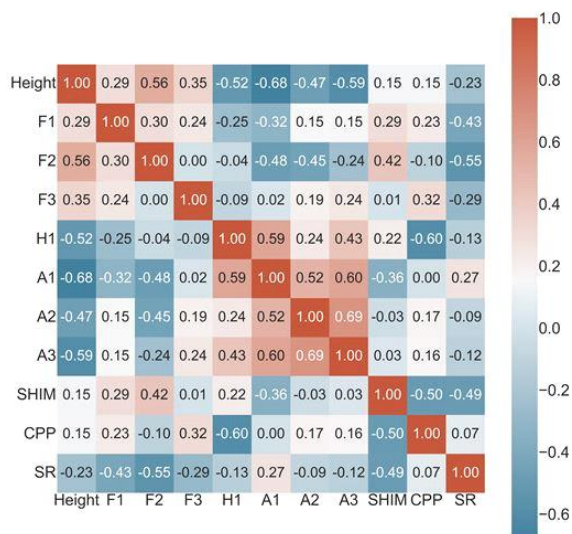 1.0
Height 1.00 0.29 0.56 0.35 -0.52 -0.68 -0.47 -0.59 0.15 0.15 -0.23
0.8
F1 0.29 1.00 0.30 0.24 -0.25 -0.32 0.15 0.15 0.29 0.23 -0.43
F2 0.56 0.30 1.00 0.00 -0.04 -0.48 -0.45 -0.24 0.42 -0.10 -0.55
0.6
F3 0.35 0.24 0.00 1.00 -0.09 0.02 0.19 0.24 0.01 0.32 -0.29
0.4
H1 -0.52 -0.25 -0.04 -0.09 1.00 0.59 0.24 0.43 0.22 -0.60 -0.13
0.2
A1 -0.68 -0.32 -0.48 0.02 0.59 1.00 0.52 0.60 -0.36 0.00 0.27
A2 -0.47 0.15 -0.45 0.19 0.24 0.52 1.00 0.69 -0.03 0.17 -0.09
0.0
A3 -0.59 0.15 -0.24 0.24 0.43 0.60 0.69 1.00 0.03 0.16 -0.12
−0.2
SHIM 0.15 0.29 0.42 0.01 0.22 -0.36 -0.03 0.03 1.00 -0.50 -0.49
CPP 0.15 0.23 -0.10 0.32 -0.60 0.00 0.17 0.16 -0.50 1.00 0.07
−0.4
SR -0.23 -0.43 -0.55 -0.29 -0.13 0.27 -0.09 -0.12 -0.49 0.07 1.00
Height F1 F2 F3 H1 A1 A2 A3 SHIM CPP SR
−0.6